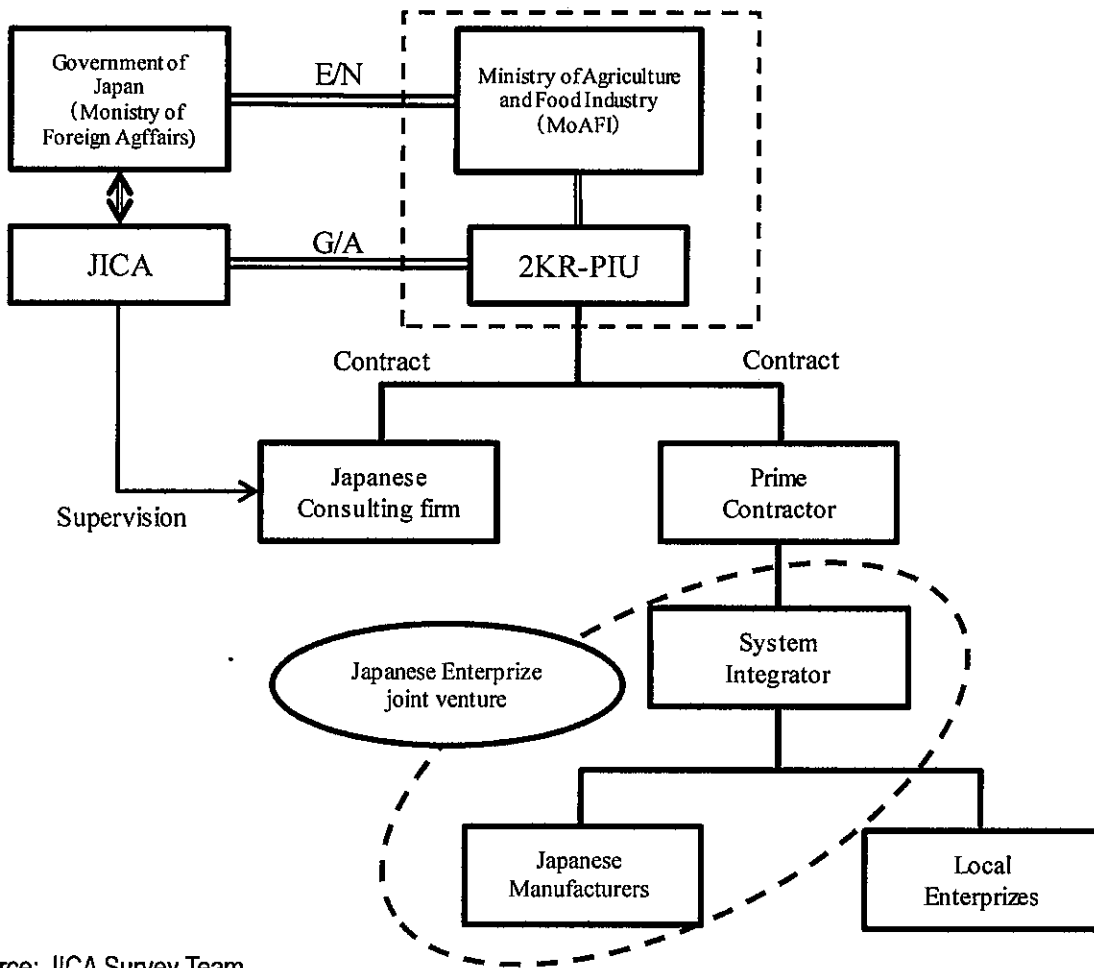 Government of
Japan
(Monistry of
Foreign Agffairs)
E/N
Ministry of Agriculture
and Food Industry
(MoAFI)
JICA
G/A
2KR-PIU
Contract
Contract
Japanese
Consulting firm
Prime
Contractor
Supervision
System
Integrator
Japanese Enterprize
joint venture
Japanese
Manufacturers
Local
Enterprizes
rce: JICA Survey Team